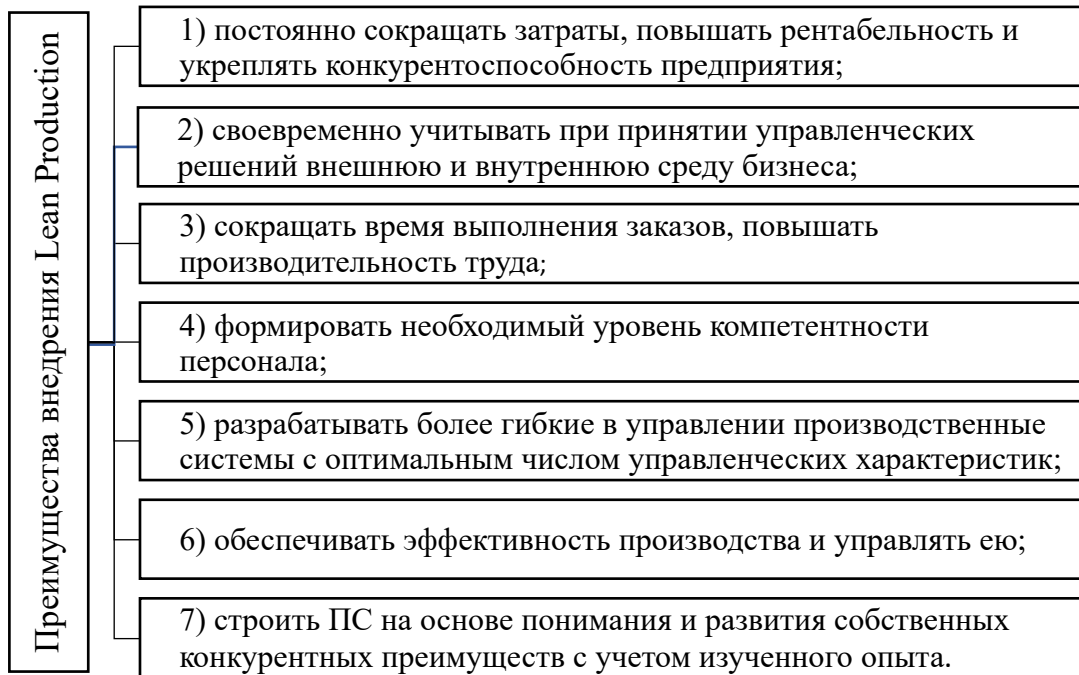 Преимущества внедрения Lean Production
1) постоянно сокращать затраты, повышать рентабельность и
укреплять конкурентоспособность предприятия;
2) своевременно учитывать при принятии управленческих
решений внешнюю и внутреннюю среду бизнеса;
3) сокращать время выполнения заказов, повышать
производительность труда;
4) формировать необходимый уровень компетентности
персонала;
5) разрабатывать более гибкие в управлении производственные
системы с оптимальным числом управленческих характеристик;
6) обеспечивать эффективность производства и управлять ею;
7) строить ПС на основе понимания и развития собственных
конкурентных преимуществ с учетом изученного опыта.